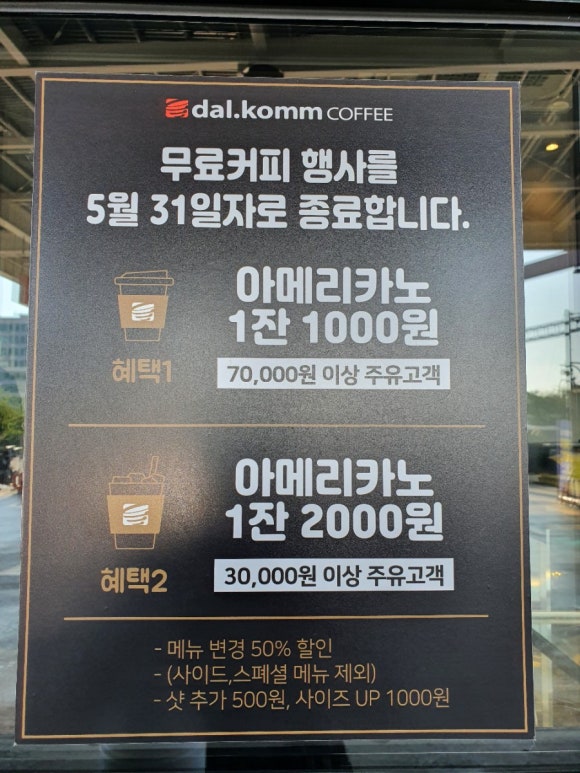 dal.komm COFFEE
무료커피 행사를
5월 31일자로 종료합니다.
아메리카노
1잔 1000원
혜택1
70,000원 이상 주유고객
아메리카노
1잔 2000원
혜택2
30,000원 이상 주유고객
- 메뉴 변경 50% 할인
- (사이드,스페셜 메뉴 제외)
- 샷 추가 500원, 사이즈 UP 1000원